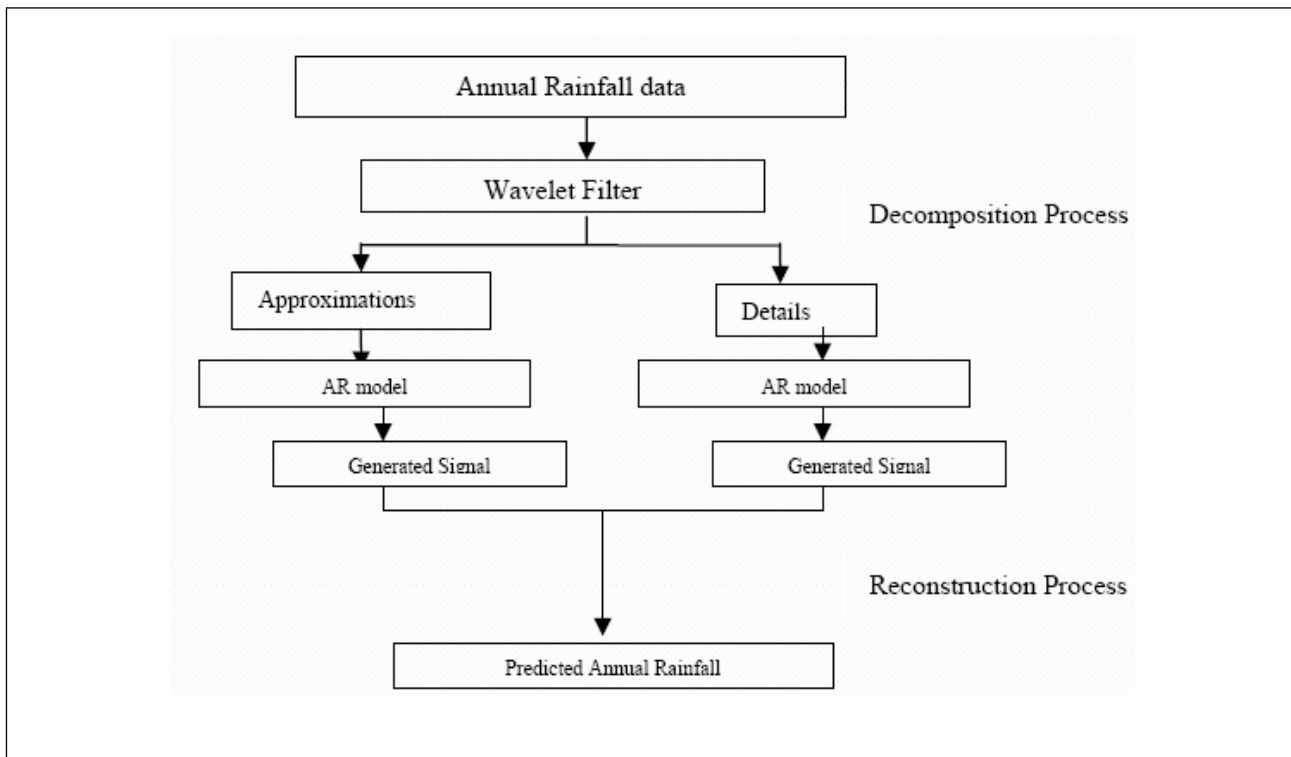 Annual Rainfall data
Wavelet Filter
Decomposition Process
Approximations
Details
AR model
AR model
Generated Signal
Generated Signal
Reconstruction Process
Predicted Annual Rainfall